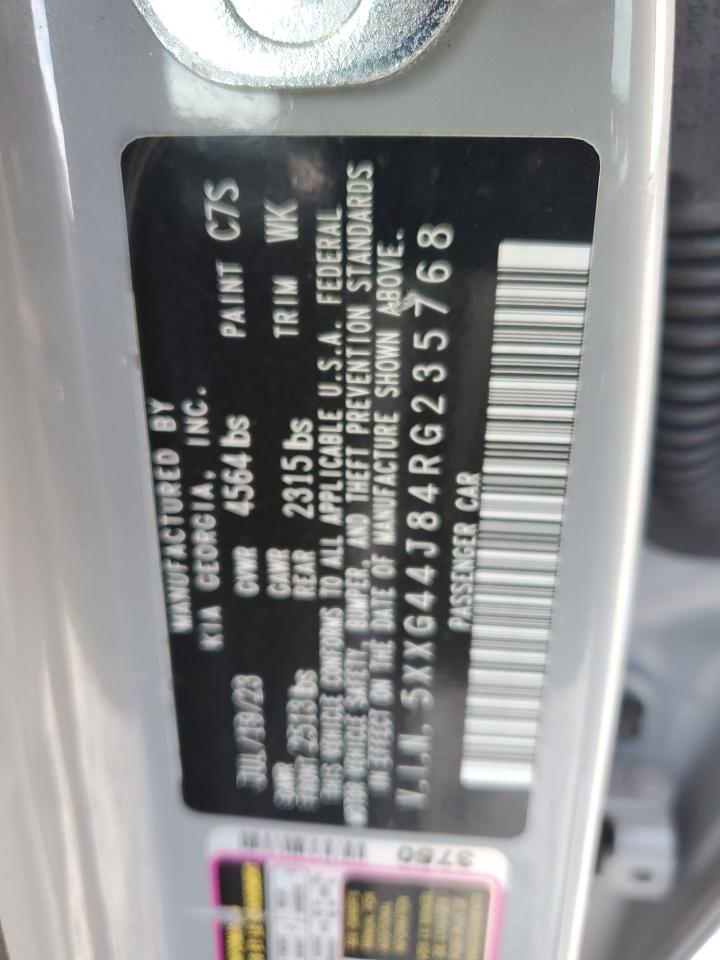 MANUFACTURED BY
KIA GEORGIA, INC.
JUL/19/23 GVWR 4564 lbs PAINT C7S
GAWR FRONT 2513 lbs GAWR REAR 2315 lbs TRIM WK
THIS VEHICLE CONFORMS TO ALL APPLICABLE U.S.A. FEDERAL
MOTOR VEHICLE SAFETY, BUMPER, AND THEFT PREVENTION STANDARDS
IN EFFECT ON THE DATE OF MANUFACTURE SHOWN ABOVE.
V.I.N. 5XXG44J84RG235768
PASSENGER CAR
3750